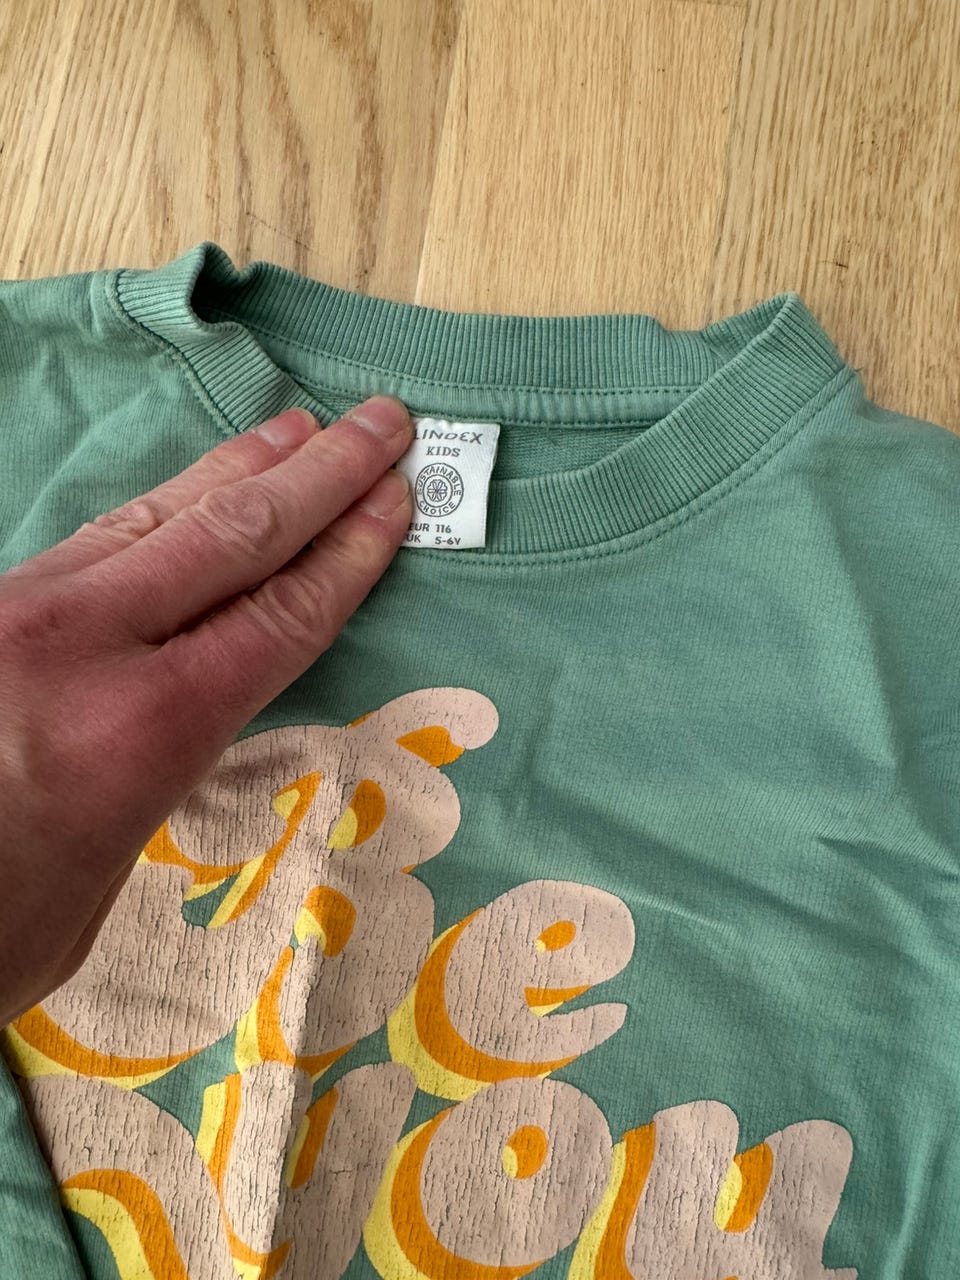 LINDEX
KIDS
SUSTAINABLE
CHOICE
EUR 116
UK 5-6Y
Be
you